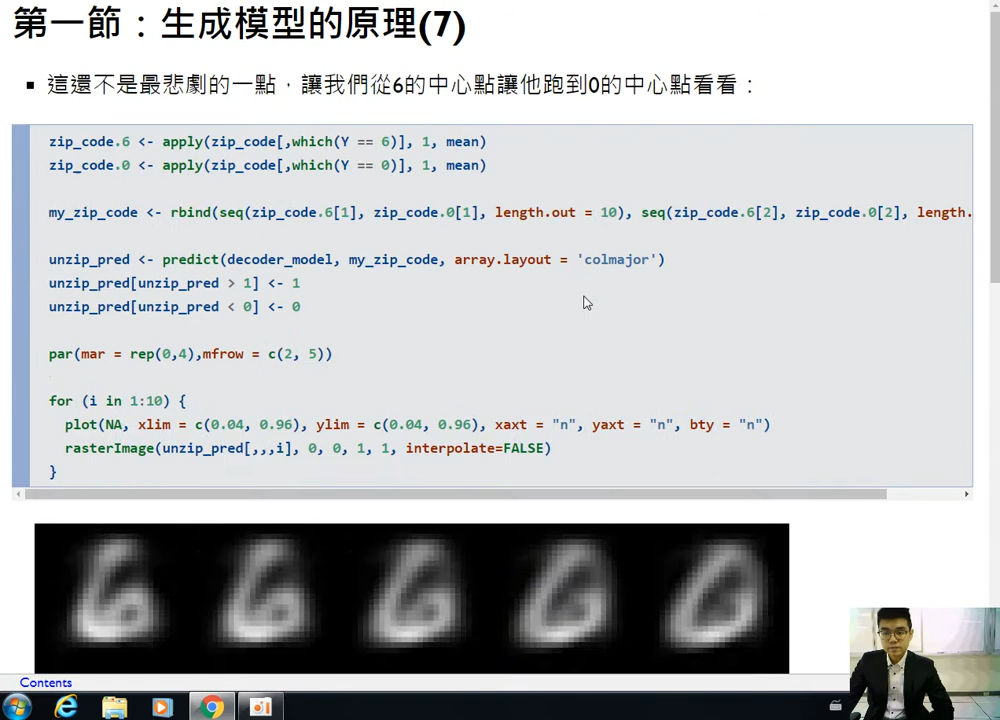 第一節：生成模型的原理(7)
這還不是最悲劇的一點，讓我們從6的中心點讓他跑到0的中心點看看：
zip_code.6 <- apply(zip_code[,which(Y == 6)], 1, mean)
zip_code.0 <- apply(zip_code[,which(Y == 0)], 1, mean)
my_zip_code <- rbind(seq(zip_code.6[1], zip_code.0[1], length.out = 10), seq(zip_code.6[2], zip_code.0[2], length.
unzip_pred <- predict(decoder_model, my_zip_code, array.layout = 'colmajor')
unzip_pred[unzip_pred > 1] <- 1
unzip_pred[unzip_pred < 0] <- 0
par(mar = rep(0,4),mfrow = c(2, 5))
for (i in 1:10) {
plot(NA, xlim = c(0.04, 0.96), ylim = c(0.04, 0.96), xaxt = "n", yaxt = "n", bty = "n")
rasterImage(unzip_pred[,,,i], 0, 0, 1, 1, interpolate=FALSE)
}
Contents